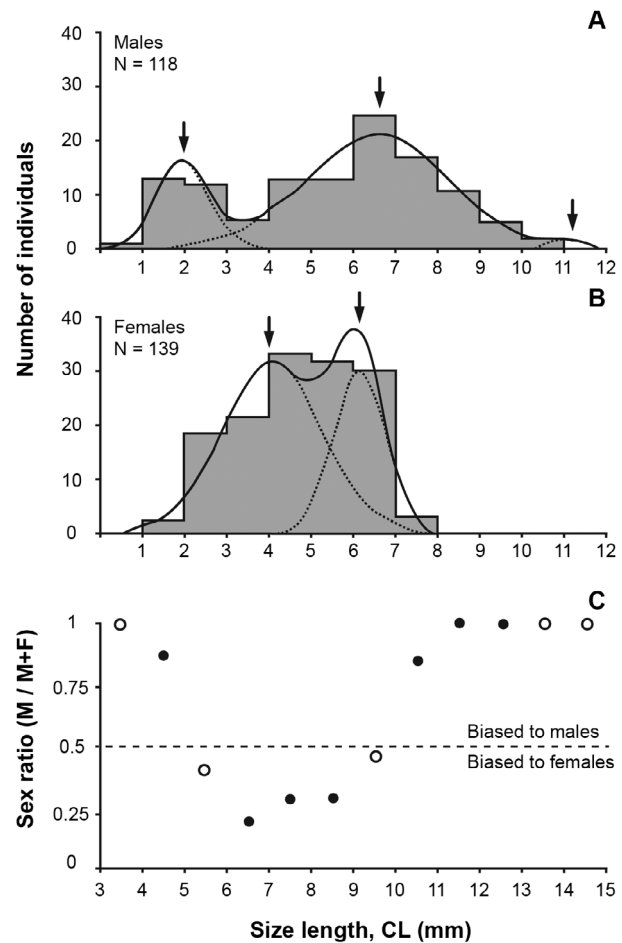 A
Males
N = 118
40
30
20
10
0
1 2 3 4 5 6 7 8 9 10 11 12
B
Females
N = 139
40
30
20
10
0
1 2 3 4 5 6 7 8 9 10 11 12
Number of individuals
C
1
0.75
0.5
0.25
0
Biased to males
Biased to females
Sex ratio (M / M+F)
3 4 5 6 7 8 9 10 11 12 13 14 15
Size length, CL (mm)